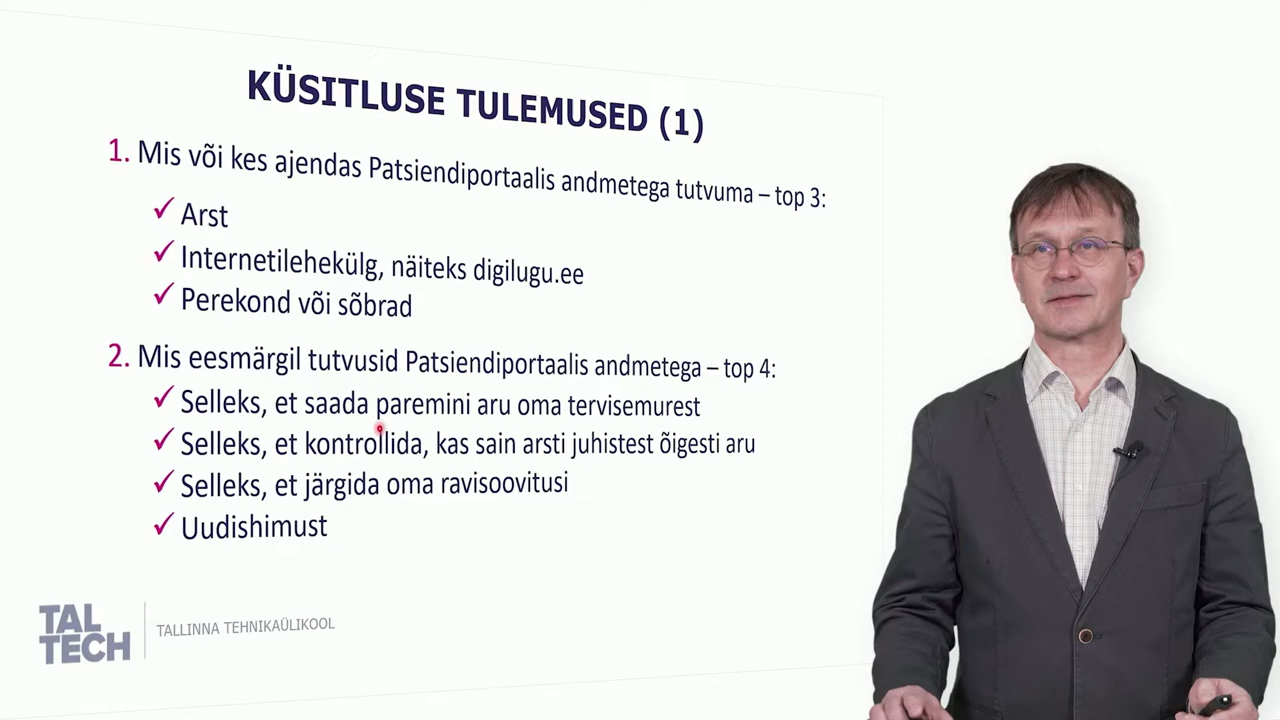 KÜSITLUSE TULEMUSED (1)
1. Mis või kes ajendas Patsiendiportaalis andmetega tutvuma – top 3:
✓ Arst
✓ Internetilehekülg, näiteks digilugu.ee
✓ Perekond või sõbrad
2. Mis eesmärgil tutvusid Patsiendiportaalis andmetega – top 4:
✓ Selleks, et saada paremini aru oma tervisemurest
✓ Selleks, et kontrollida, kas sain arsti juhistest õigesti aru
✓ Selleks, et järgida oma ravisoovitusi
✓ Uudishimust
TAL
TECH
TALLINNA TEHNIKAÜLIKOOL